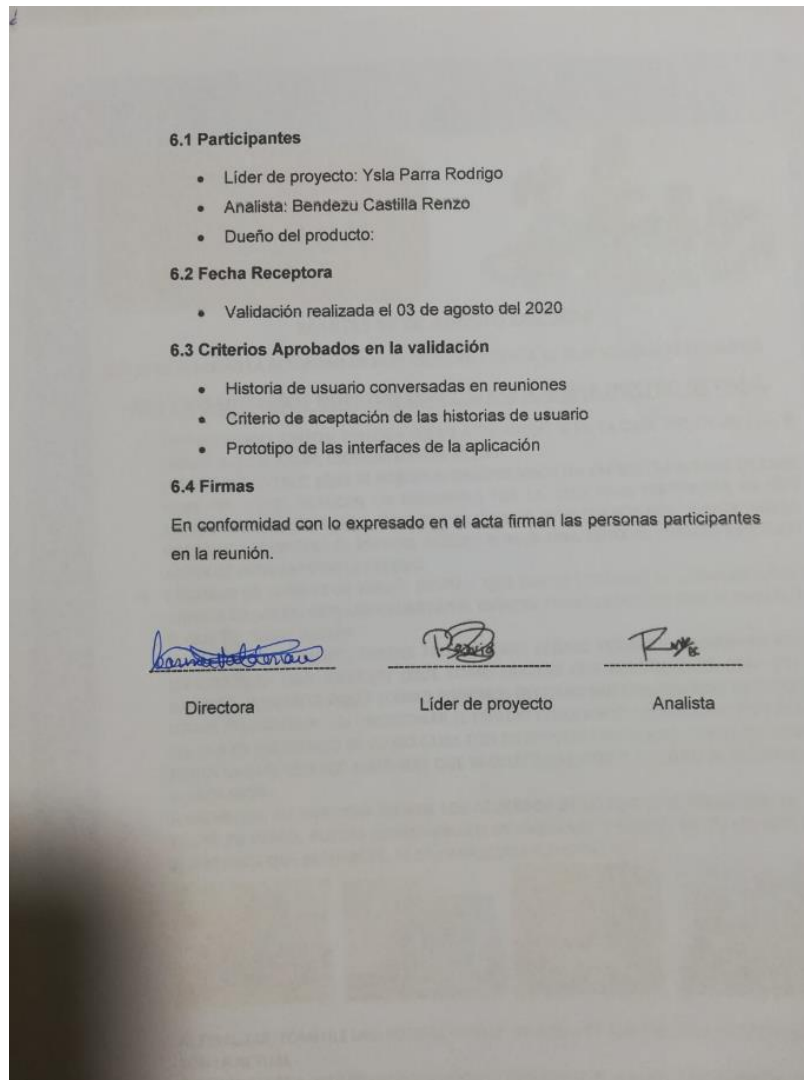 6.1 Participantes
• Líder de proyecto: Ysla Parra Rodrigo
• Analista: Bendezu Castilla Renzo
• Dueño del producto:
6.2 Fecha Receptora
• Validación realizada el 03 de agosto del 2020
6.3 Criterios Aprobados en la validación
• Historia de usuario conversadas en reuniones
• Criterio de aceptación de las historias de usuario
• Prototipo de las interfaces de la aplicación
6.4 Firmas
En conformidad con lo expresado en el acta firman las personas participantes
en la reunión.
Directora Líder de proyecto Analista